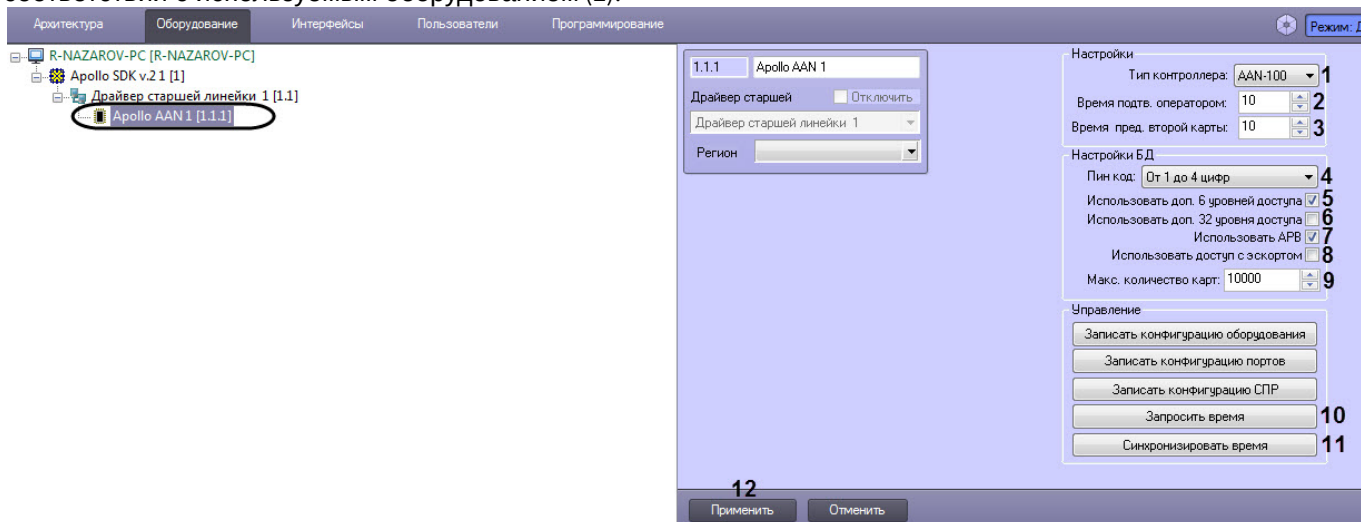 соответствии с используемым оборудованием (2).
Архитектура Оборудование Интерфейсы Пользователи Программирование Режим: Д
R-NAZAROV-PC [R-NAZAROV-PC]
Apollo SDK v.2 1 [1]
Драйвер старшей линейки 1 [1.1]
Apollo AAN 1 [1.1.1]
1.1.1 Apollo AAN 1
Драйвер старшей Отключить
Драйвер старшей линейки 1
Регион
Настройки
Тип контроллера: AAN-100 1
Время подтв. оператором: 10 2
Время пред. второй карты: 10 3
Настройки БД
Пин код: От 1 до 4 цифр 4
Использовать доп. 6 уровней доступа 5
Использовать доп. 32 уровня доступа 6
Использовать APB 7
Использовать доступ с эскортом 8
Макс. количество карт: 10000 9
Управление
Записать конфигурацию оборудования
Записать конфигурацию портов
Записать конфигурацию СПР
Запросить время 10
Синхронизировать время 11
12
Применить Отменить